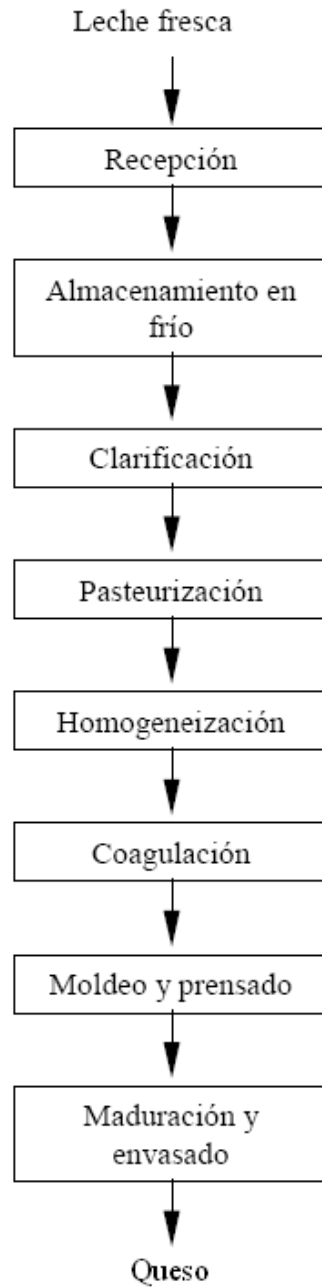 Leche fresca
Recepción
Almacenamiento en
frío
Clarificación
Pasteurización
Homogeneización
Coagulación
Moldeo y prensado
Maduración y
envasado
Queso